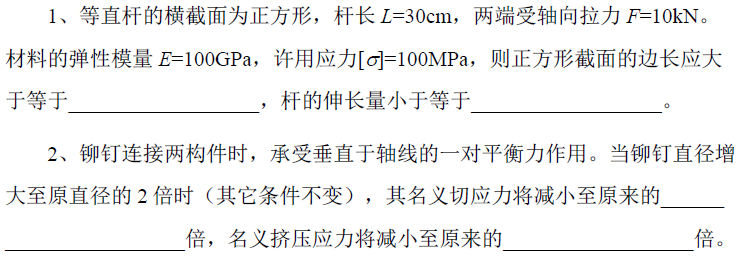 1、等直杆的横截面为正方形，杆长 L=30cm，两端受轴向拉力 F=10kN。
材料的弹性模量 E=100GPa，许用应力[σ]=100MPa，则正方形截面的边长应大
于等于__________________，杆的伸长量小于等于__________________。
2、铆钉连接两构件时，承受垂直于轴线的一对平衡力作用。当铆钉直径增
大至原直径的 2 倍时（其它条件不变），其名义切应力将减小至原来的______
_________________倍，名义挤压应力将减小至原来的__________________倍。